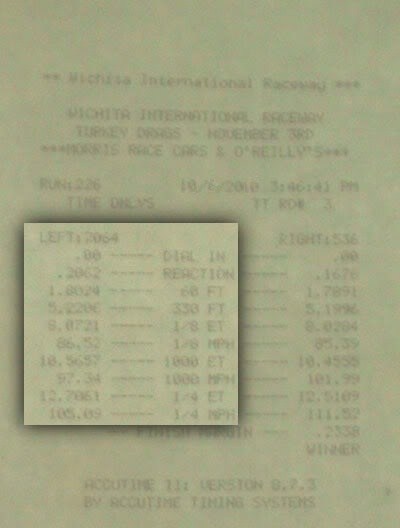 ** Wichita International Raceway ***
WICHITA INTERNATIONAL RACEWAY
TURKEY DRAGS - NOVEMBER 3RD
***MORRIS RACE CARS & O'REILLY'S***
RUN:226 10/6/2010 3:46:41 PM
TIME ONLYS TT RD# 3
LEFT:7064 RIGHT:536
.00 ----- DIAL IN ----- .00
.2062 ----- REACTION ----- .1676
1.8024 ----- 60 FT ----- 1.7891
5.2206 ----- 330 FT ----- 5.1996
8.0721 ----- 1/8 ET ----- 8.0284
86.52 ----- 1/8 MPH ----- 85.39
10.5657 ----- 1000 ET ----- 10.4555
97.34 ----- 1000 MPH ----- 101.99
12.7061 ----- 1/4 ET ----- 12.5109
105.09 ----- 1/4 MPH ----- 111.52
----- FINISH MARGIN ----- .2338
WINNER
ACCUTIME II: VERSION 8.7.3
BY ACCUTIME TIMING SYSTEMS